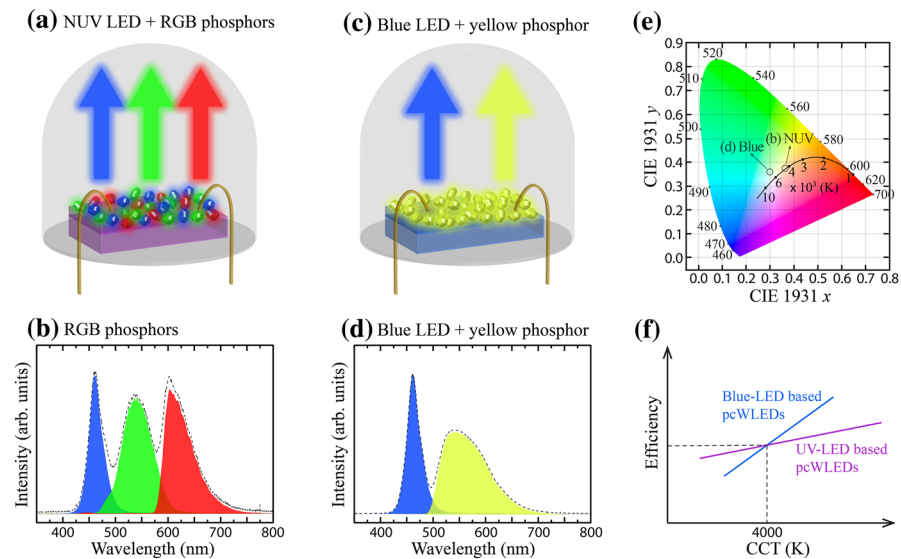 (a) NUV LED + RGB phosphors
(c) Blue LED + yellow phosphor
(e)
CIE 1931 y
0.9
0.8
0.7
0.6
0.5
0.4
0.3
0.2
0.1
0.0
0.0 0.1 0.2 0.3 0.4 0.5 0.6 0.7 0.8
CIE 1931 x
520
510
540
560
500
580
600
620
700
490
480
470
460
(b) NUV
(d) Blue
10 6 4 3 2 1
x 10³ (K)
(b) RGB phosphors
Intensity (arb. units)
400 500 600 700 800
Wavelength (nm)
(d) Blue LED + yellow phosphor
Intensity (arb. units)
400 500 600 700 800
Wavelength (nm)
(f)
Efficiency
Blue-LED based
pcWLEDs
UV-LED based
pcWLEDs
4000
CCT (K)